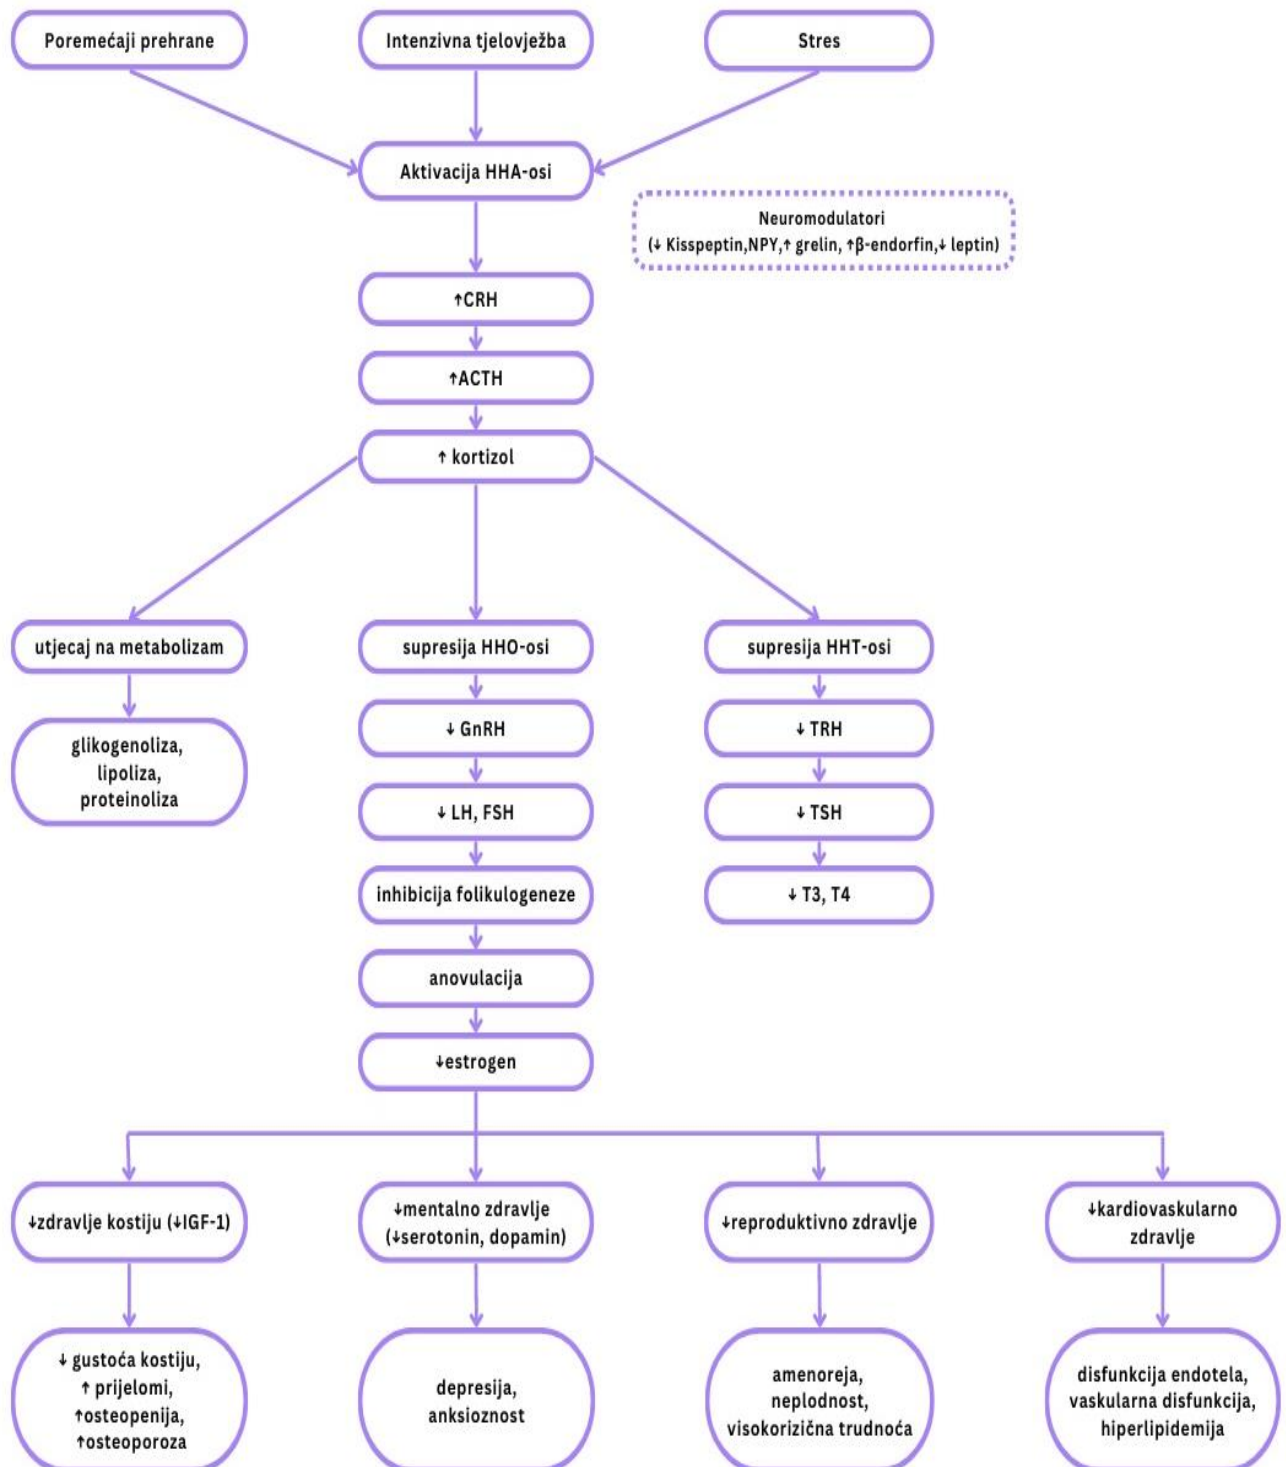 Poremećaji prehrane
Intenzivna tjelovježba
Stres
Aktivacija HHA-osi
Neuromodulatori
(↓ Kisspeptin,NPY,↑ grelin, ↑β-endorfin,↓ leptin)
↑CRH
↑ACTH
↑ kortizol
utjecaj na metabolizam
supresija HHO-osi
supresija HHT-osi
glikogenoliza,
lipoliza,
proteinoliza
↓ GnRH
↓ TRH
↓ LH, FSH
↓ TSH
inhibicija folikulogeneze
↓ T3, T4
anovulacija
↓estrogen
↓zdravlje kostiju (↓IGF-1)
↓mentalno zdravlje
(↓serotonin, dopamin)
↓reproduktivno zdravlje
↓kardiovaskularno
zdravlje
↓ gustoća kostiju,
↑ prijelomi,
↑osteopenija,
↑osteoporoza
depresija,
anksioznost
amenoreja,
neplodnost,
visokorizična trudnoća
disfunkcija endotela,
vaskularna disfunkcija,
hiperlipidemija